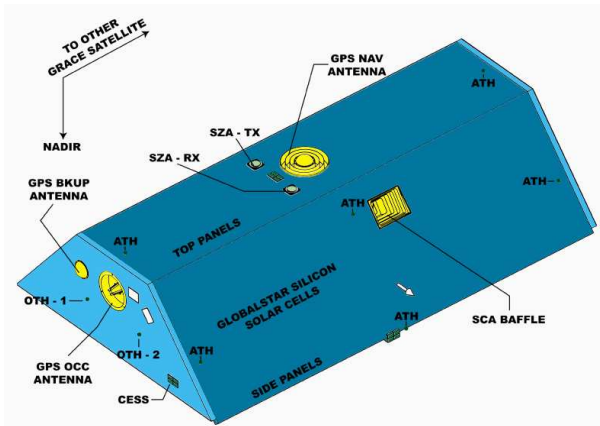 TO OTHER
GRACE SATELLITE
NADIR
GPS NAV
ANTENNA
ATH
SZA - TX
SZA - RX
GPS BKUP
ANTENNA
ATH
ATH
ATH
TOP PANELS
OTH - 1
GLOBALSTAR SILICON
SOLAR CELLS
SCA BAFFLE
ATH
OTH - 2
ATH
GPS OCC
ANTENNA
SIDE PANELS
CESS